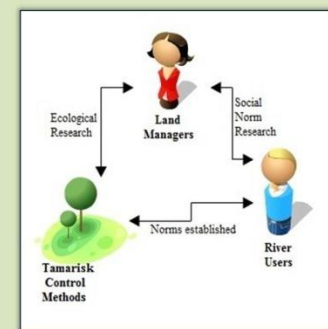 Ecological
Research
Land
Managers
Social
Norm
Research
Norms established
Tamarisk
Control
Methods
River
Users